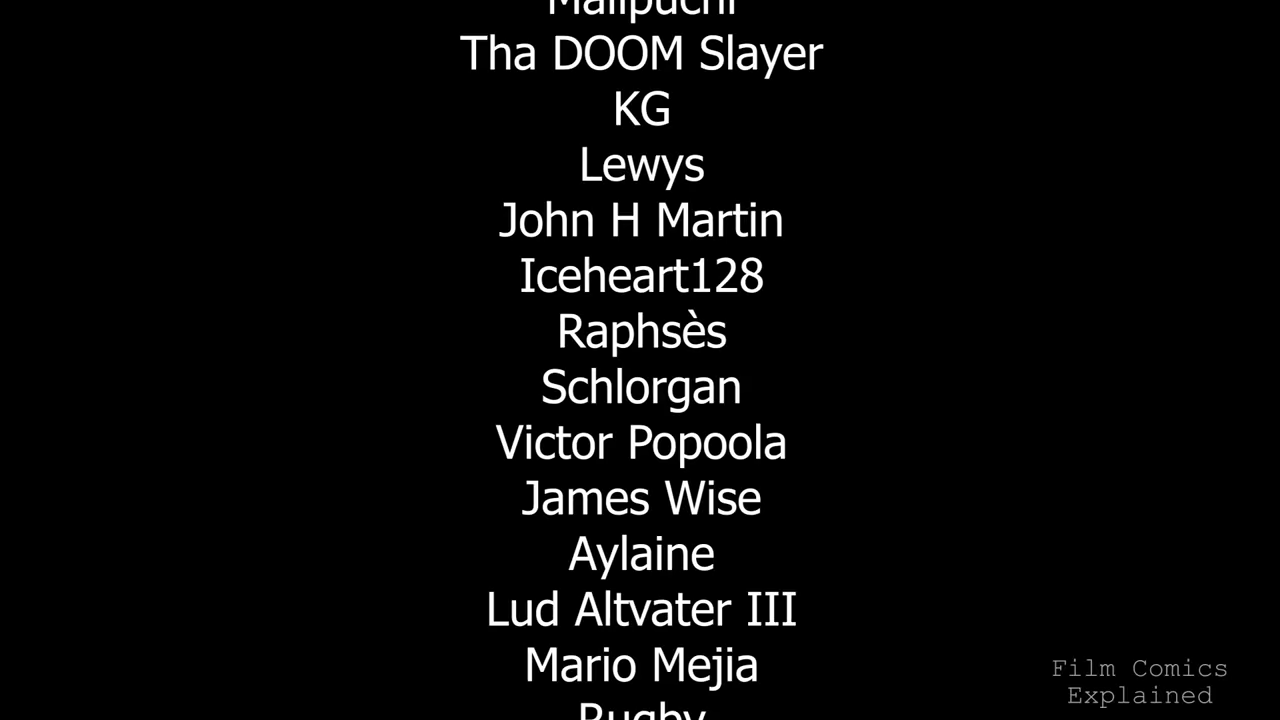 Tha DOOM Slayer
KG
Lewys
John H Martin
Iceheart128
Raphsès
Schlorgan
Victor Popoola
James Wise
Aylaine
Lud Altvater III
Mario Mejia
Rugby
Film Comics
Explained